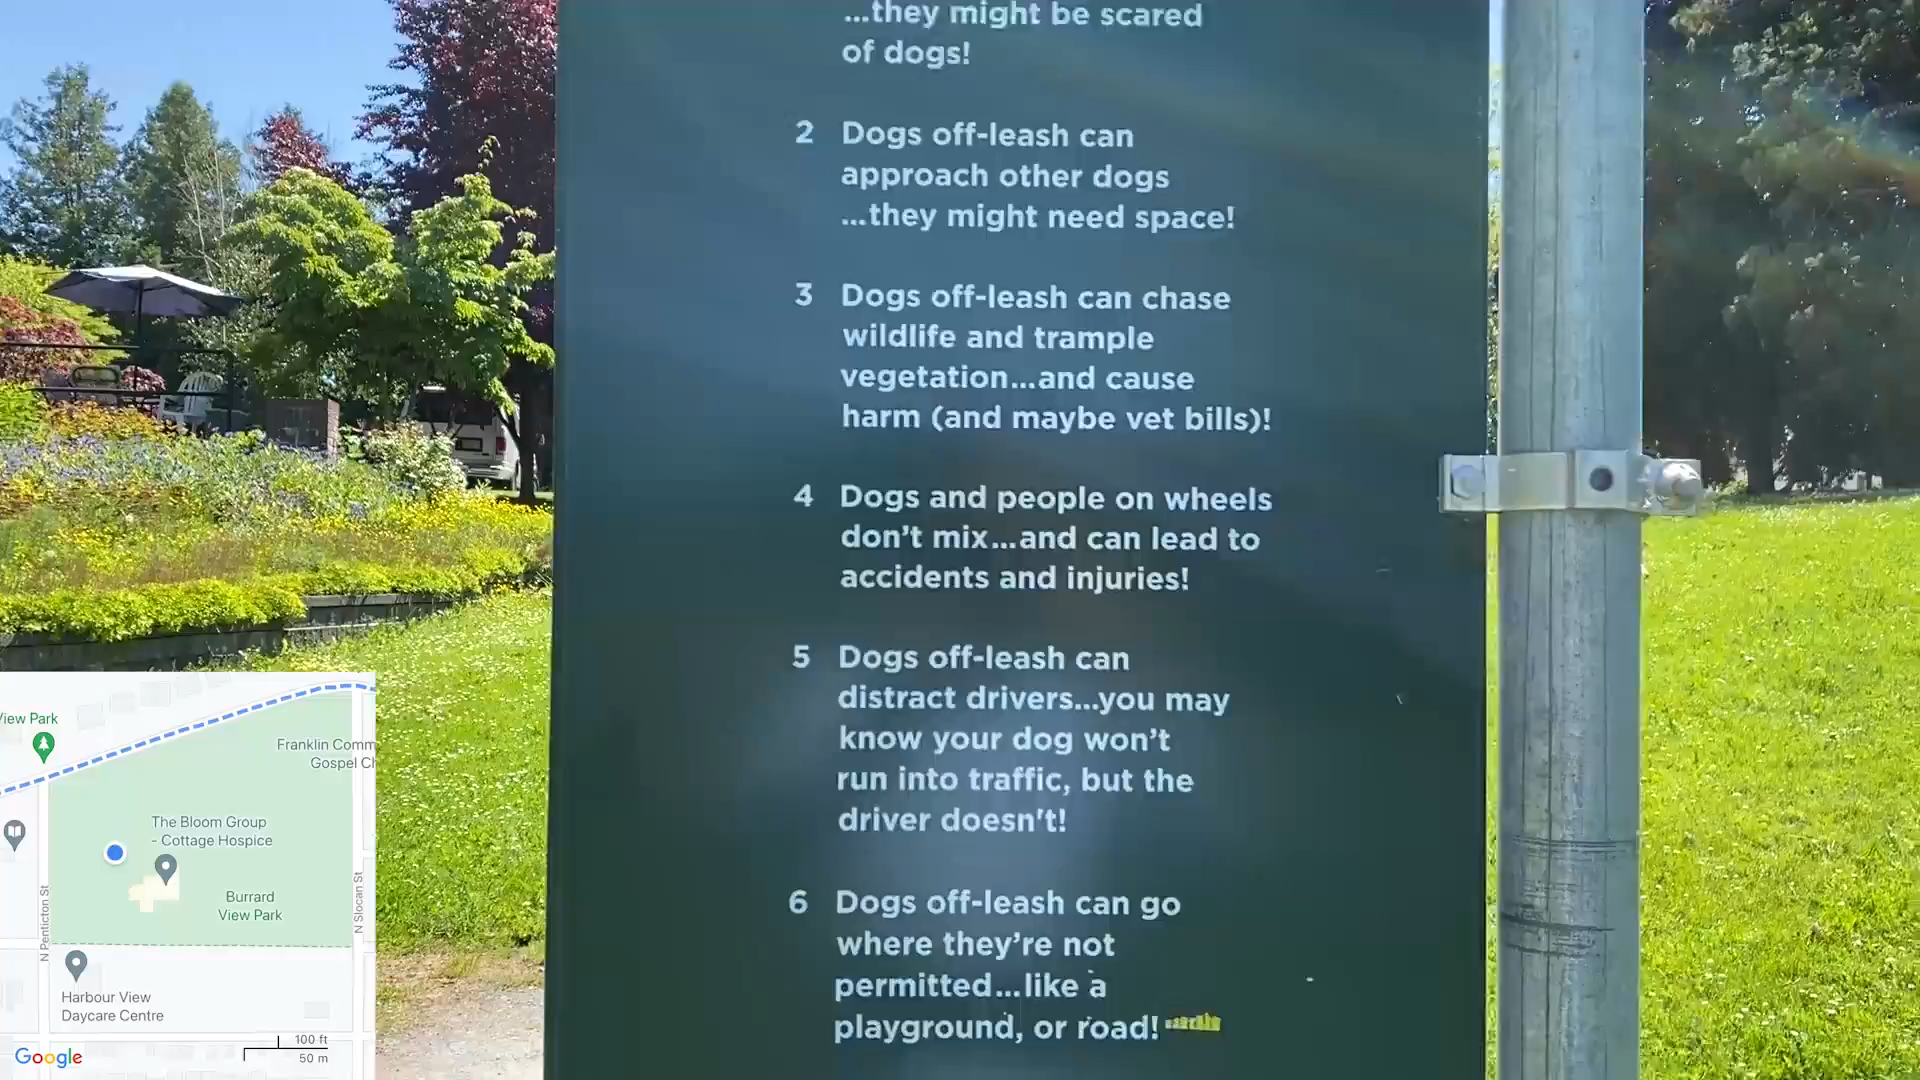 ...they might be scared
of dogs!
2 Dogs off-leash can
approach other dogs
...they might need space!
3 Dogs off-leash can chase
wildlife and trample
vegetation...and cause
harm (and maybe vet bills)!
4 Dogs and people on wheels
don't mix...and can lead to
accidents and injuries!
5 Dogs off-leash can
distract drivers...you may
know your dog won't
run into traffic, but the
driver doesn't!
6 Dogs off-leash can go
where they're not
permitted...like a
playground, or road!
View Park
Franklin Comm
Gospel Ch
The Bloom Group
- Cottage Hospice
Burrard
View Park
N Penticton St
N Slocan St
Harbour View
Daycare Centre
Google
100 ft
50 m